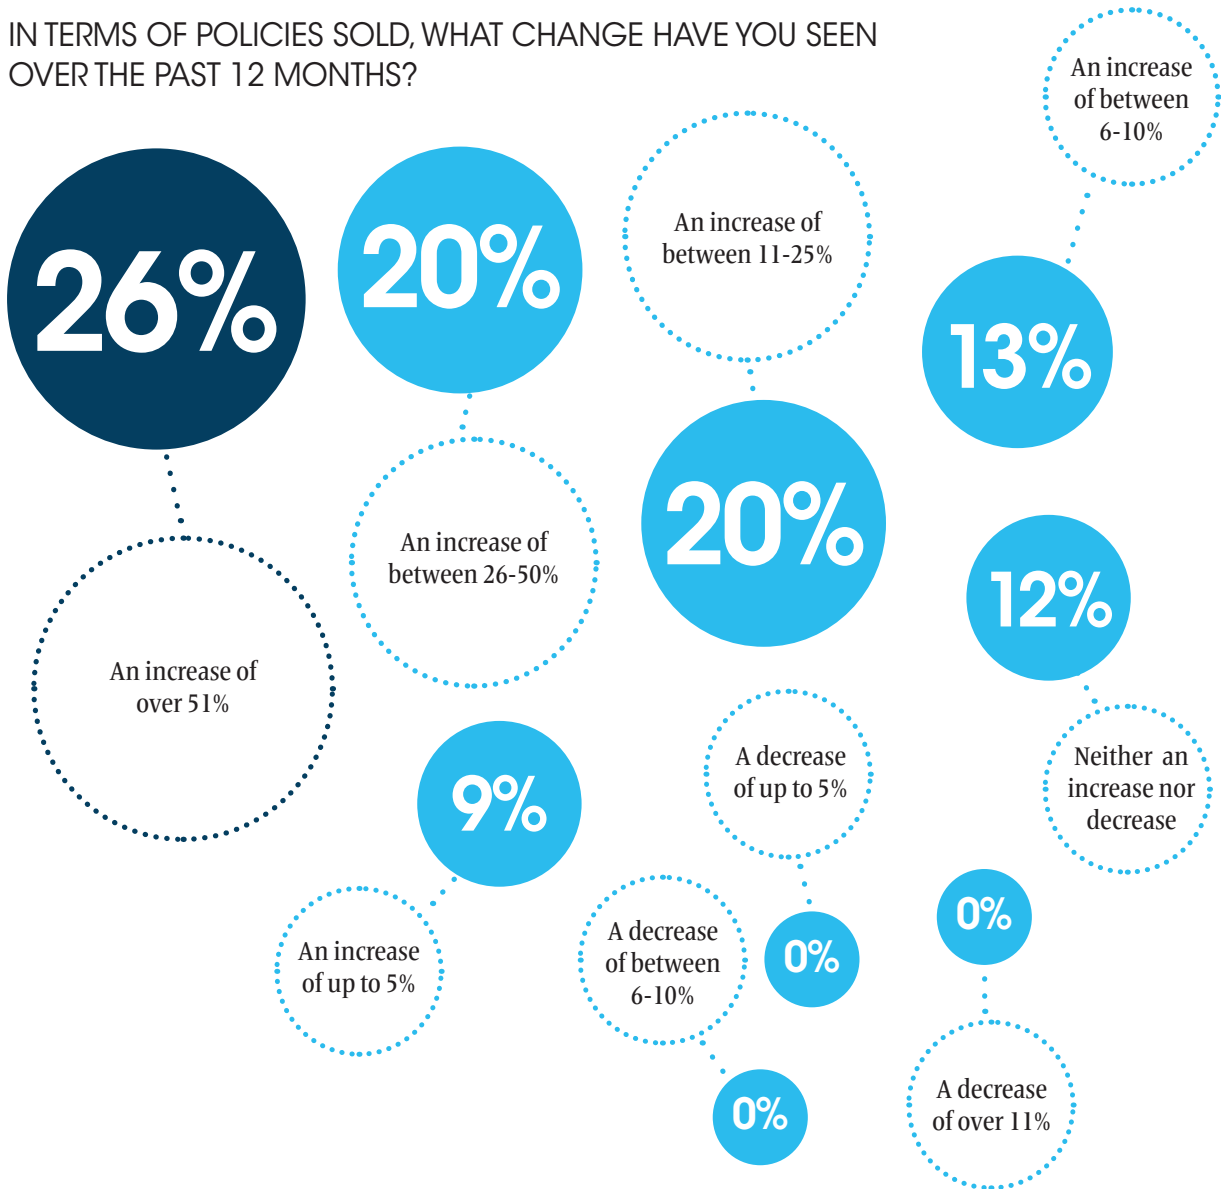 IN TERMS OF POLICIES SOLD, WHAT CHANGE HAVE YOU SEEN
OVER THE PAST 12 MONTHS?
26%
An increase of
over 51%
20%
An increase of
between 26-50%
An increase of
between 11-25%
20%
An increase
of between
6-10%
13%
12%
Neither an
increase nor
decrease
9%
An increase
of up to 5%
A decrease
of up to 5%
0%
A decrease
of between
6-10%
0%
0%
A decrease
of over 11%